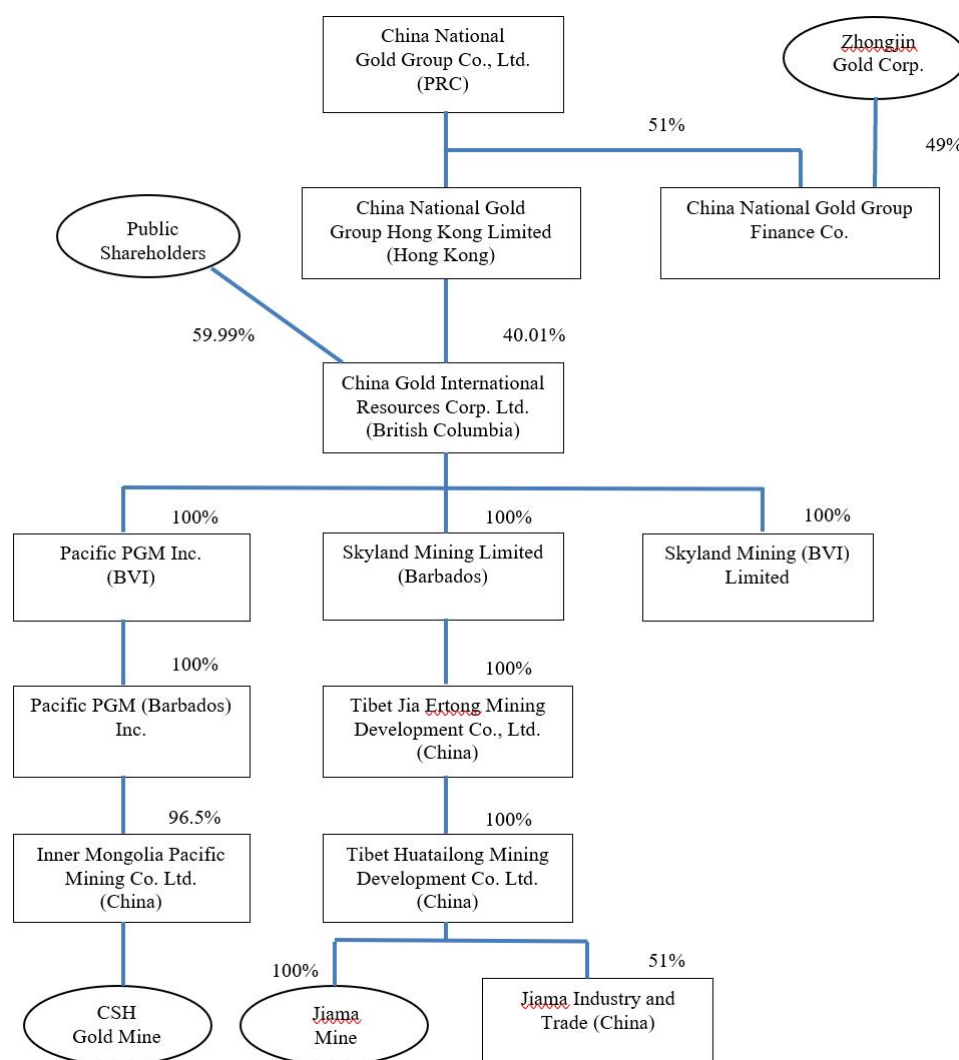 China National
Gold Group Co., Ltd.
(PRC)
Zhongjin
Gold Corp.
51%
49%
China National Gold
Group Hong Kong Limited
(Hong Kong)
China National Gold Group
Finance Co.
Public
Shareholders
59.99%
40.01%
China Gold International
Resources Corp. Ltd.
(British Columbia)
100%
100%
100%
Pacific PGM Inc.
(BVI)
Skyland Mining Limited
(Barbados)
Skyland Mining (BVI)
Limited
100%
100%
Pacific PGM (Barbados)
Inc.
Tibet Jia Ertong Mining
Development Co., Ltd.
(China)
96.5%
100%
Inner Mongolia Pacific
Mining Co. Ltd.
(China)
Tibet Huatailong Mining
Development Co. Ltd.
(China)
100%
51%
CSH
Gold Mine
Jiama
Mine
Jiama Industry and
Trade (China)